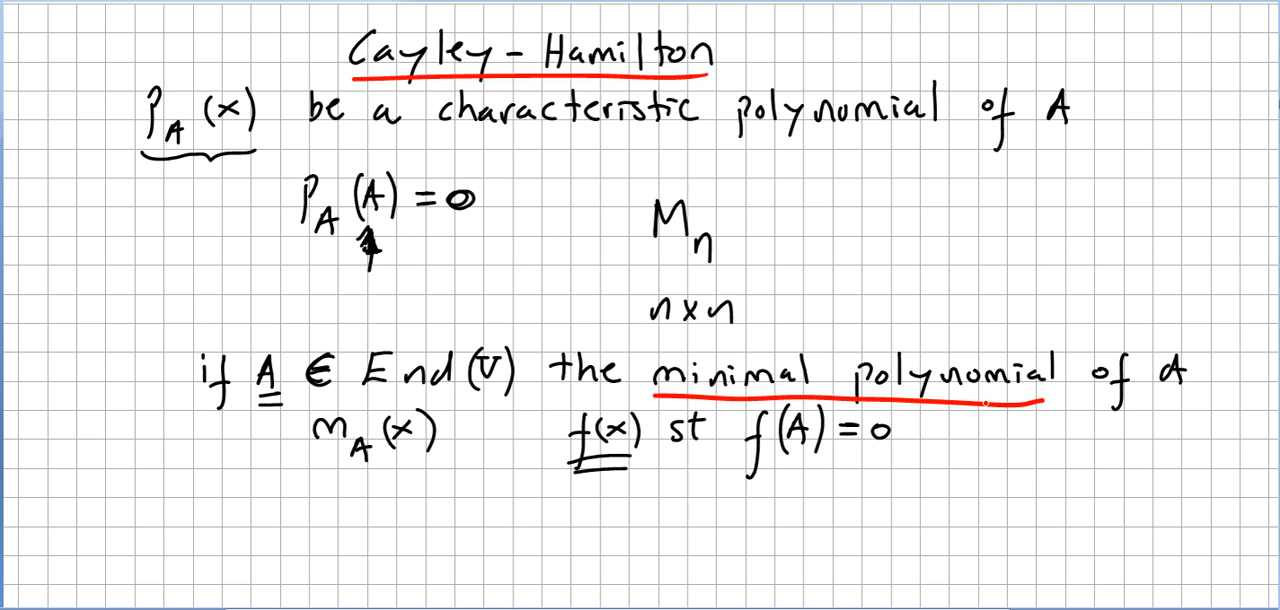 Cayley-Hamilton
P_A (x) be a characteristic polynomial of A
P_A (A) = 0
M_n
n x n
if A ∈ End(V) the minimal polynomial of A
m_A (x) f(x) st f(A) = 0